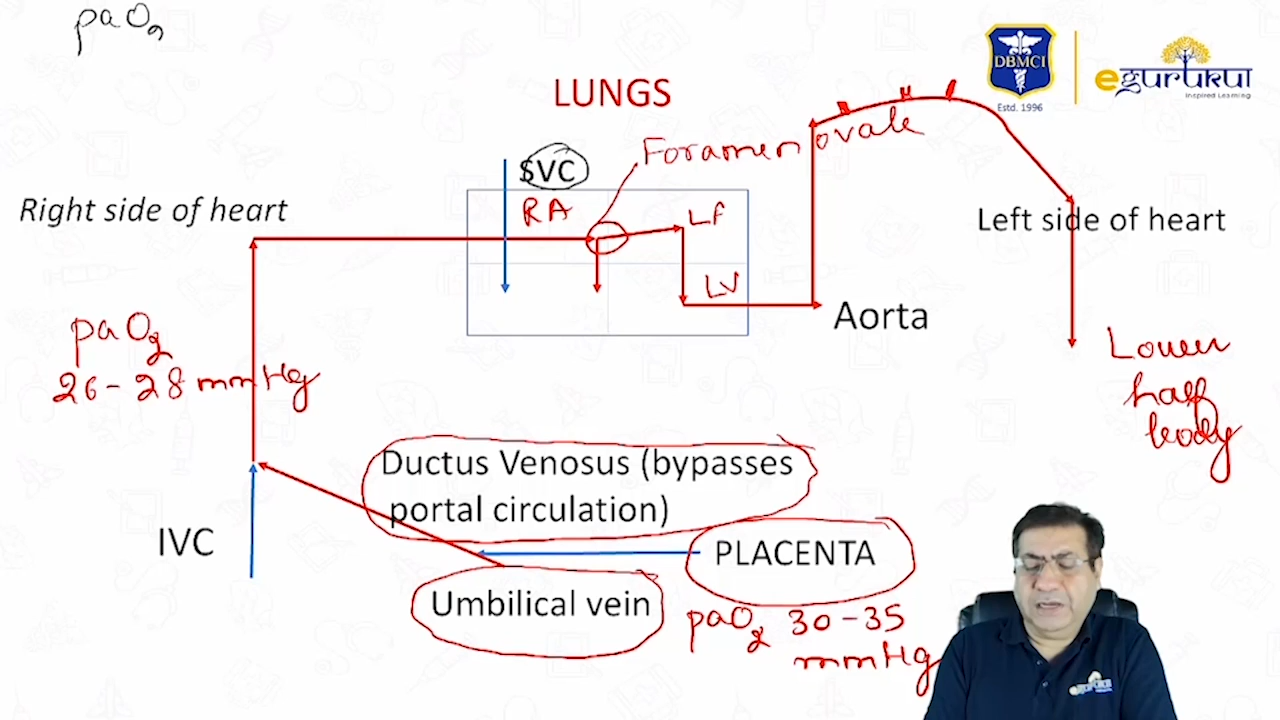 paO2
DBMCI
Estd. 1996
eGurukul
Inspired Learning
LUNGS
Foramen ovale
SVC
RA
LA
Right side of heart
Left side of heart
LV
Aorta
paO2
26-28 mmHg
Lower
half
body
Ductus Venosus (bypasses
portal circulation)
IVC
PLACENTA
Umbilical vein
paO2 30-35
mmHg
eGurukul